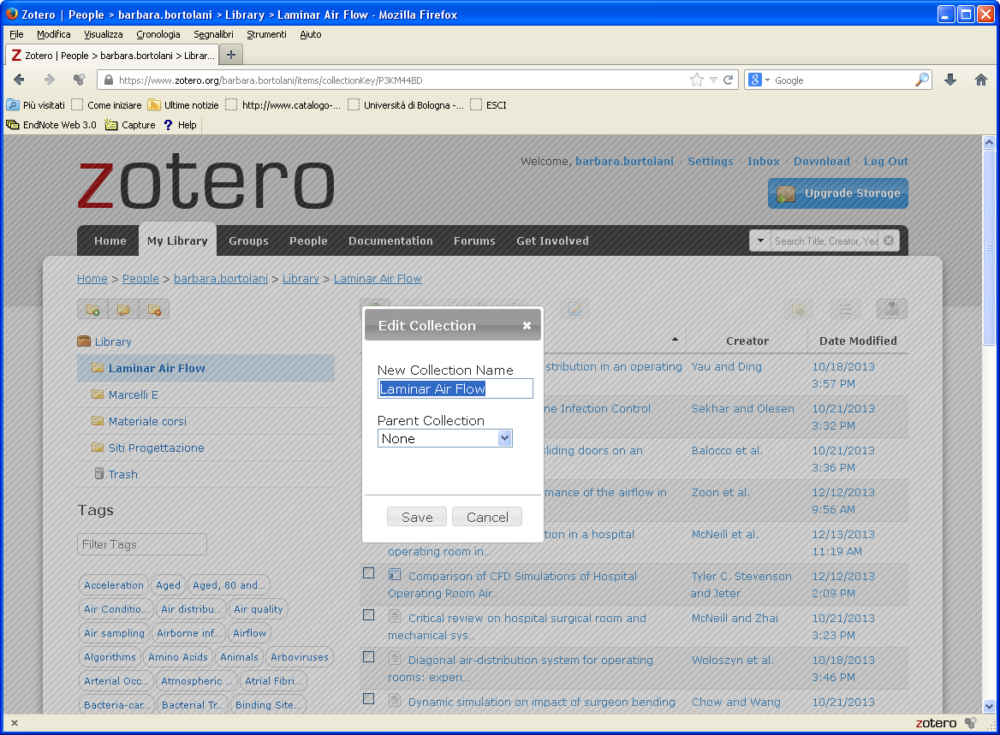 Zotero | People > barbara.bortolani > Library > Laminar Air Flow - Mozilla Firefox
File Modifica Visualizza Cronologia Segnalibri Strumenti Aiuto
Zotero | People > barbara.bortolani > Librar...
https://www.zotero.org/barbara.bortolani/items/collectionKey/P3KM44BD
Google
Più visitati Come iniziare Ultime notizie http://www.catalogo-... Università di Bologna -... ESCI
EndNote Web 3.0 Capture Help
zotero
Welcome, barbara.bortolani · Settings · Inbox · Download · Log Out
Upgrade Storage
Home My Library Groups People Documentation Forums Get Involved
Search Title, Creator, Yea
Home > People > barbara.bortolani > Library > Laminar Air Flow
Library
Laminar Air Flow
Marcelli E
Materiale corsi
Siti Progettazione
Trash
Tags
Filter Tags
Acceleration Aged Aged, 80 and...
Air Conditio... Air distribu... Air quality
Air sampling Airborne inf... Airflow
Algorithms Amino Acids Animals Arboviruses
Arterial Occ... Atmospheric ... Atrial Fibri...
Bacteria-car... Bacterial Tr... Binding Site...
Edit Collection
New Collection Name
Laminar Air Flow
Parent Collection
None
Save Cancel
Creator Date Modified
stribution in an operating Yau and Ding 10/18/2013
3:57 PM
ne Infection Control Sekhar and Olesen 10/21/2013
3:32 PM
sliding doors on an Balocco et al. 10/21/2013
3:36 PM
mance of the airflow in Zoon et al. 12/12/2013
9:56 AM
tion in a hospital McNeill et al. 12/13/2013
operating room in... 11:19 AM
Comparison of CFD Simulations of Hospital Tyler C. Stevenson 12/12/2013
Operating Room Air... and Jeter 2:09 PM
Critical review on hospital surgical room and McNeill and Zhai 10/21/2013
mechanical sys... 3:23 PM
Diagonal air-distribution system for operating Woloszyn et al. 10/18/2013
rooms: experi... 3:46 PM
Dynamic simulation on impact of surgeon bending Chow and Wang 10/21/2013
zotero